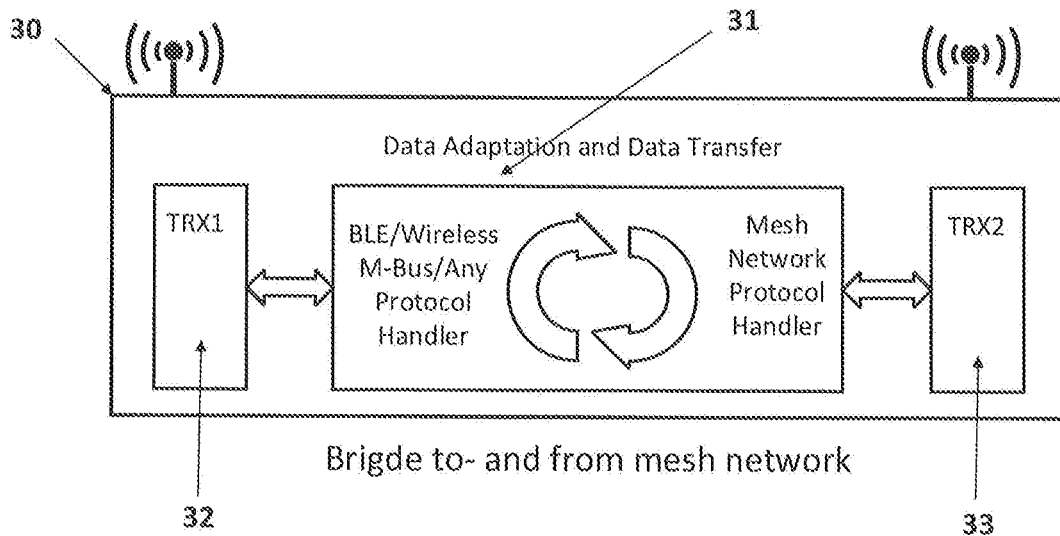 30
31
Data Adaptation and Data Transfer
TRX1
BLE/Wireless
M-Bus/Any
Protocol
Handler
Mesh
Network
Protocol
Handler
TRX2
Brigde to- and from mesh network
32
33